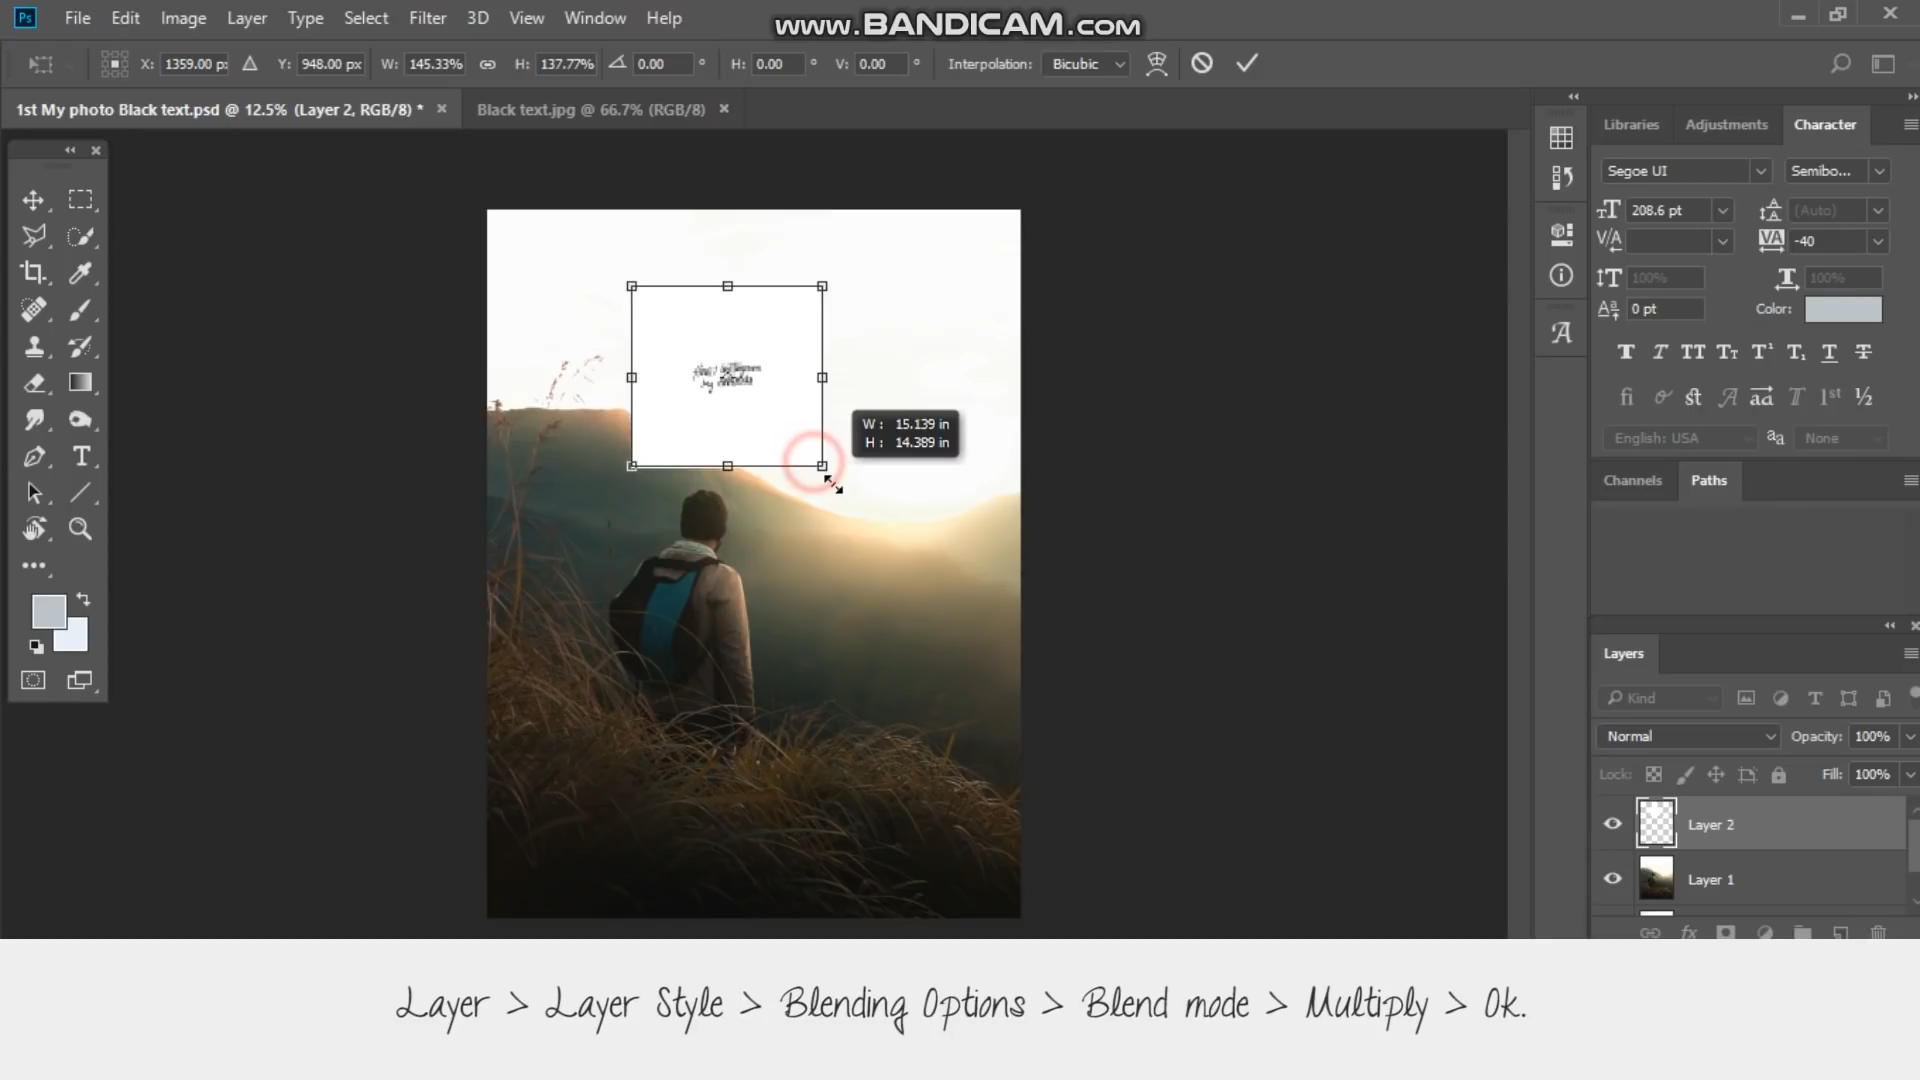 Ps File Edit Image Layer Type Select Filter 3D View Window Help
www.BANDICAM.com
X: 1359.00 px Y: 948.00 px W: 145.33% H: 137.77% 0.00 ° H: 0.00 ° V: 0.00 ° Interpolation: Bicubic
1st My photo Black text.psd @ 12.5% (Layer 2, RGB/8) * ×
Black text.jpg @ 66.7% (RGB/8) ×
Libraries Adjustments Character
Segoe UI Semibo...
208.6 pt (Auto)
-40
100% 100%
0 pt Color:
English: USA None
W : 15.139 in
H : 14.389 in
Channels Paths
Layers
Kind
Normal Opacity: 100%
Lock: Fill: 100%
Layer 2
Layer 1
Layer > Layer Style > Blending Options > Blend mode > Multiply > Ok.